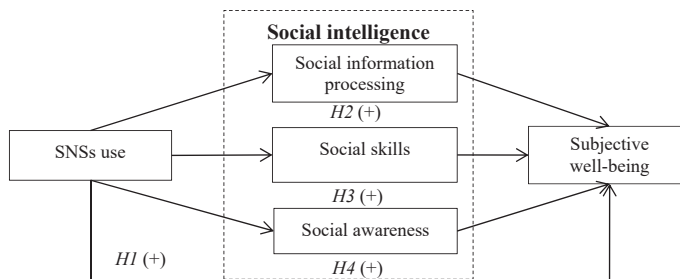 Social intelligence
Social information
processing
H2 (+)
SNSs use
Social skills
Subjective
well-being
H3 (+)
Social awareness
H1 (+)
H4 (+)